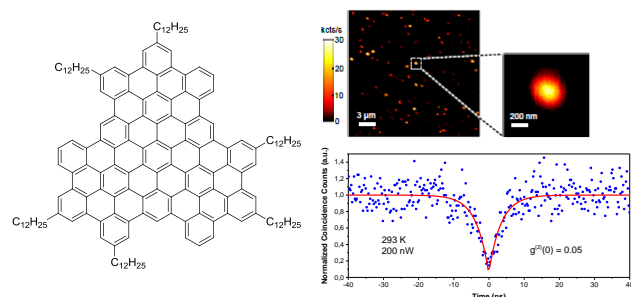 C12H25
C12H25
C12H25
C12H25
C12H25
C12H25
kcts/s
30
20
10
0
3 µm
200 nm
Normalized Coincidence Counts (a.u.)
1,4
1,2
1,0
0,8
0,6
0,4
0,2
0,0
293 K
200 nW
g(2)(0) = 0.05
-40 -30 -20 -10 0 10 20 30 40
Time (ns)